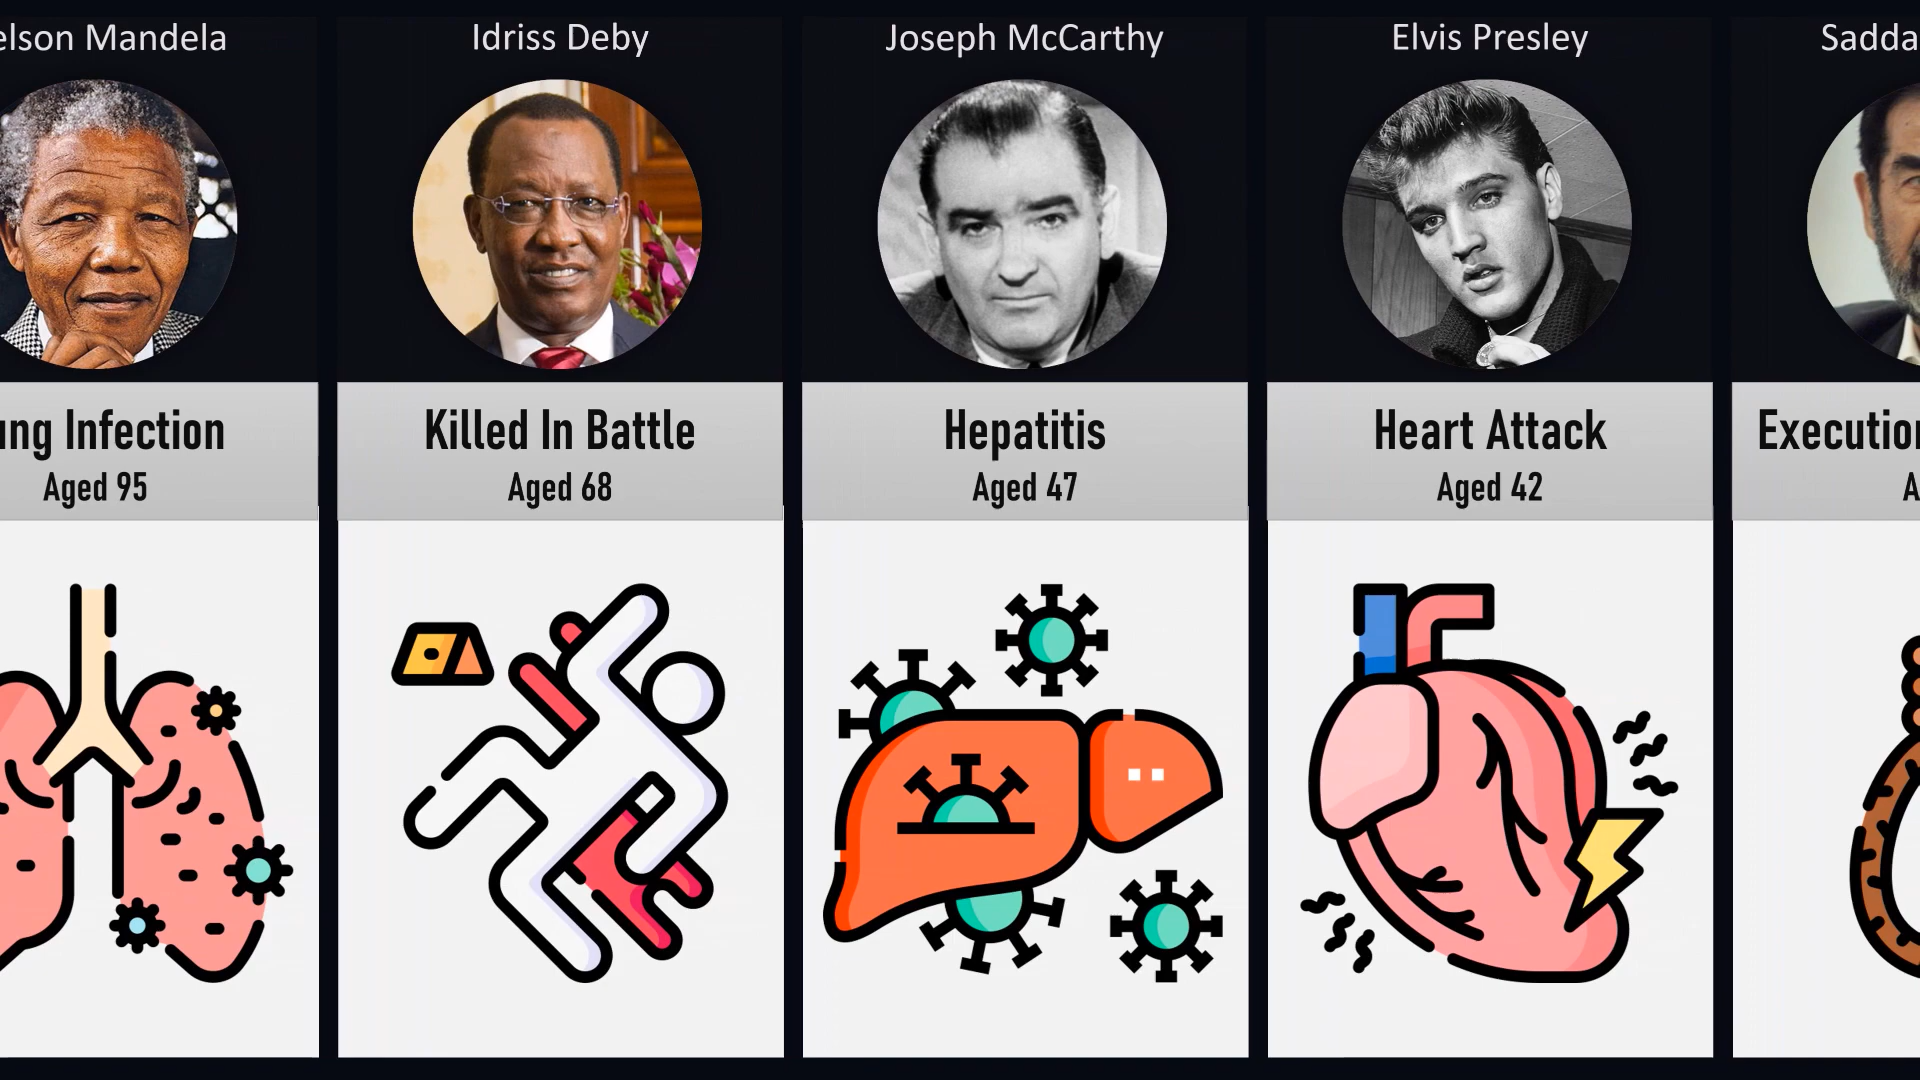 elson Mandela
ung Infection
Aged 95
Idriss Deby
Killed In Battle
Aged 68
Joseph McCarthy
Hepatitis
Aged 47
Elvis Presley
Heart Attack
Aged 42
Sadda
Execution
A